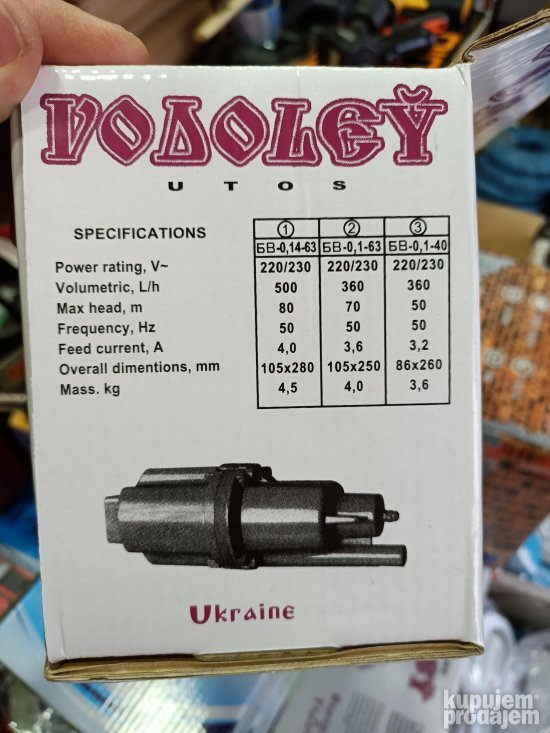 VODOLEY̆
UTOS
SPECIFICATIONS ① ② ③
БВ-0,14-63 БВ-0,1-63 БВ-0,1-40
Power rating, V~ 220/230 220/230 220/230
Volumetric, L/h 500 360 360
Max head, m 80 70 50
Frequency, Hz 50 50 50
Feed current, A 4,0 3,6 3,2
Overall dimentions, mm 105x280 105x250 86x260
Mass. kg 4,5 4,0 3,6
Ukraine
kupujem
prodajem